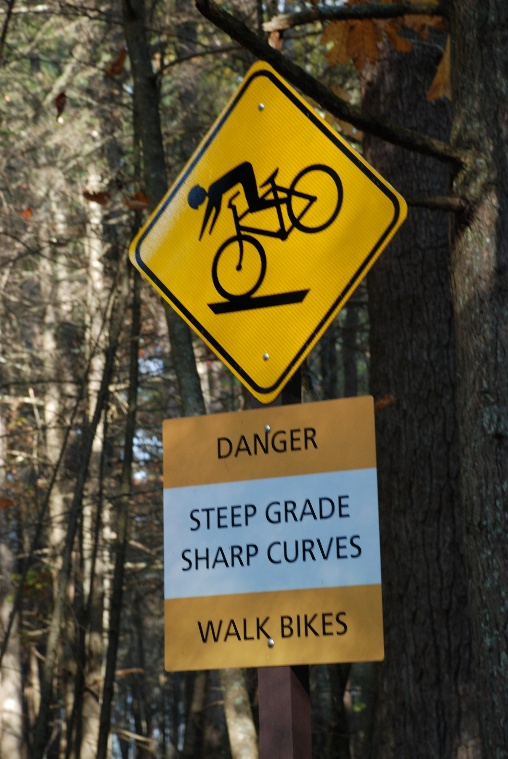 DANGER
STEEP GRADE
SHARP CURVES
WALK BIKES